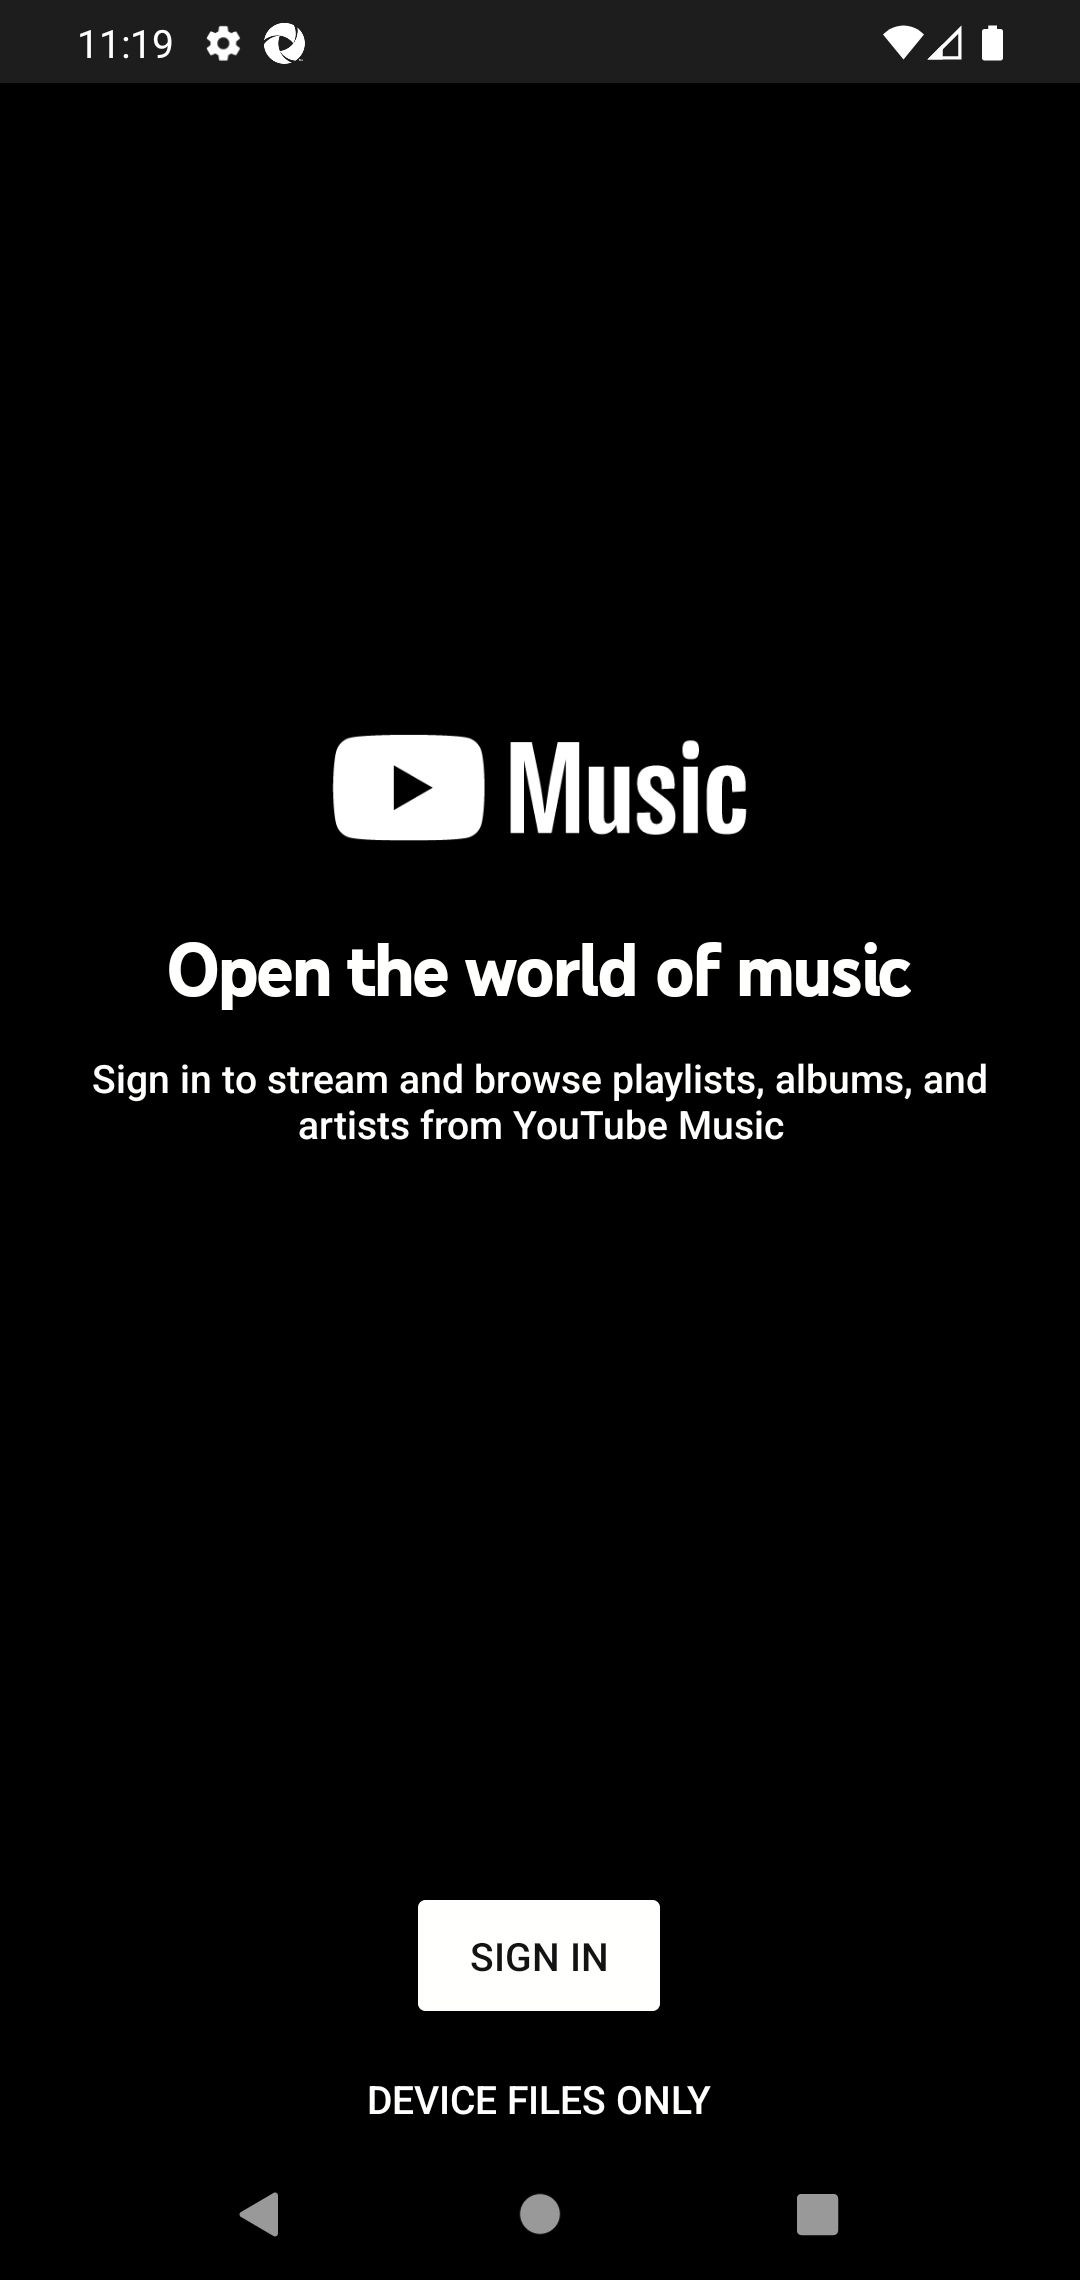 11:19
Music
Open the world of music
Sign in to stream and browse playlists, albums, and
artists from YouTube Music
SIGN IN
DEVICE FILES ONLY